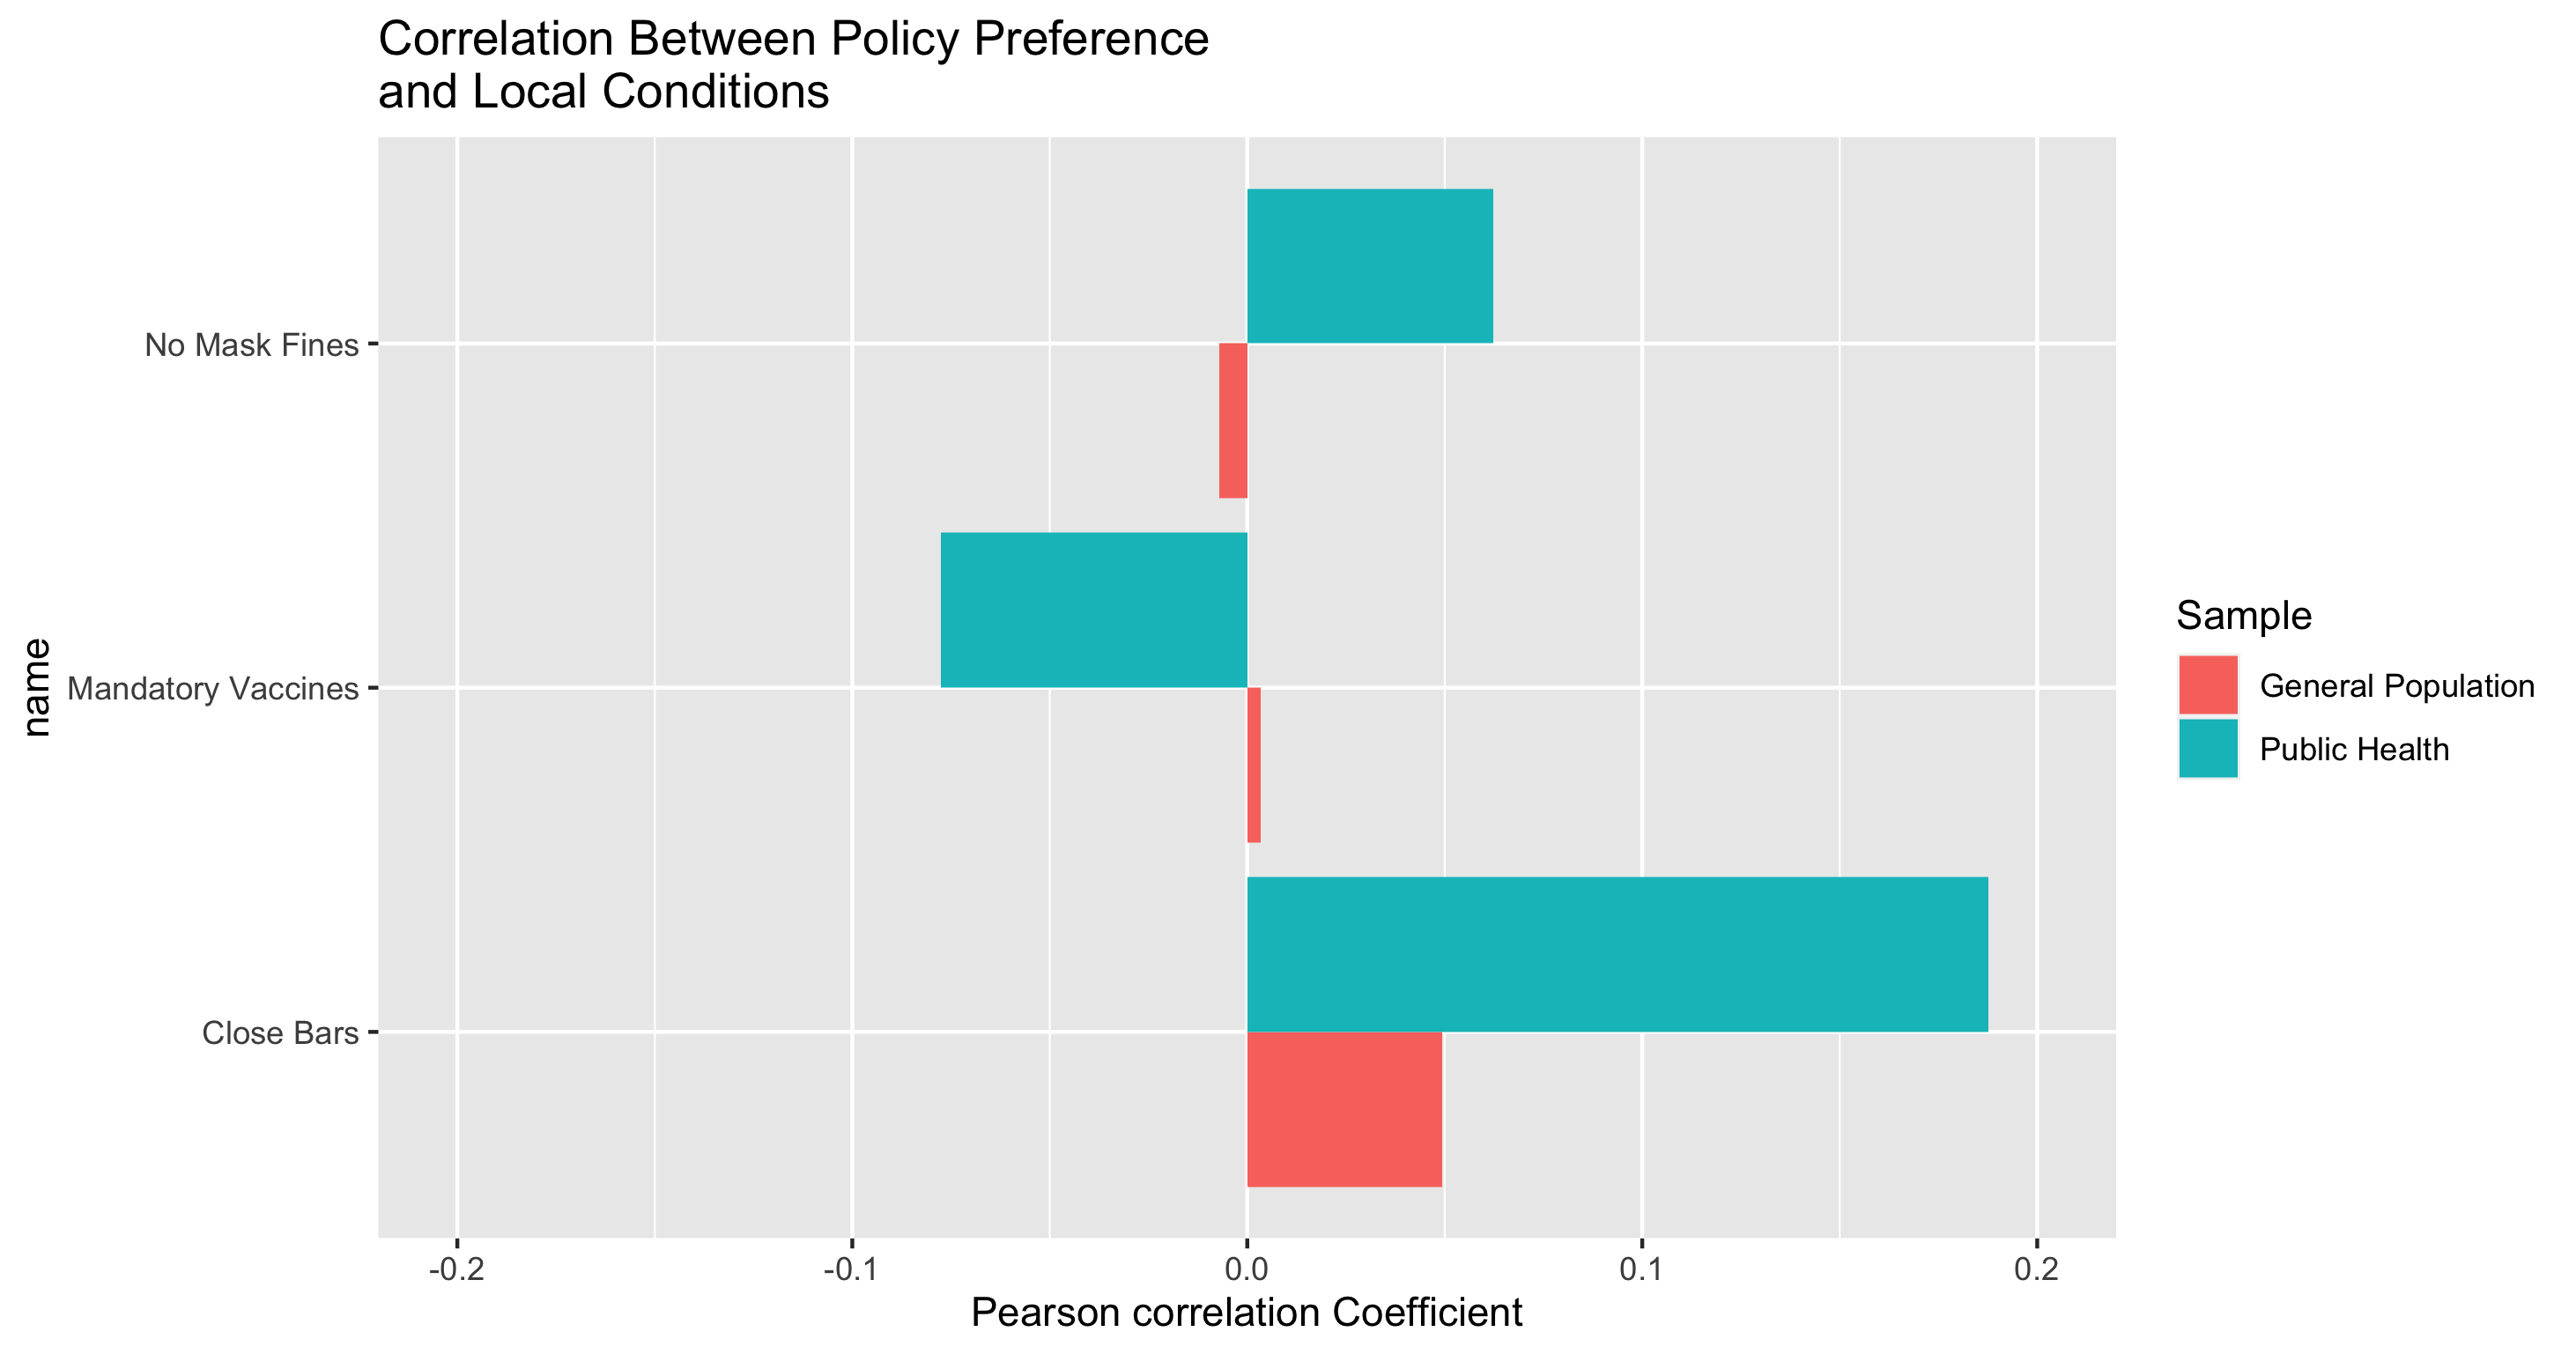 Correlation Between Policy Preference
and Local Conditions
name
No Mask Fines
Mandatory Vaccines
Close Bars
-0.2
-0.1
0.0
0.1
0.2
Pearson correlation Coefficient
Sample
General Population
Public Health